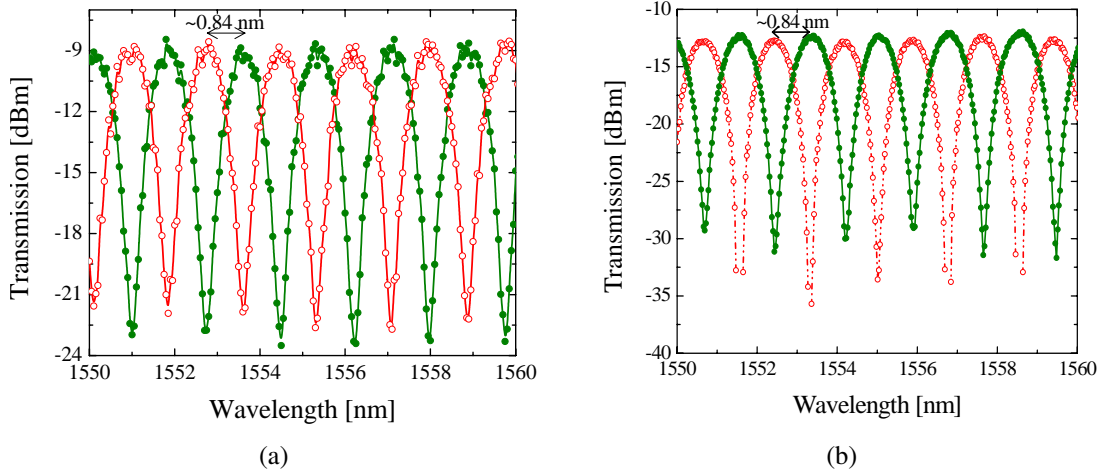 ~0.84 nm
-9
-12
-15
-18
-21
-24
Transmission [dBm]
1550 1552 1554 1556 1558 1560
Wavelength [nm]
(a)
~0.84 nm
-10
-15
-20
-25
-30
-35
-40
Transmission [dBm]
1550 1552 1554 1556 1558 1560
Wavelength [nm]
(b)